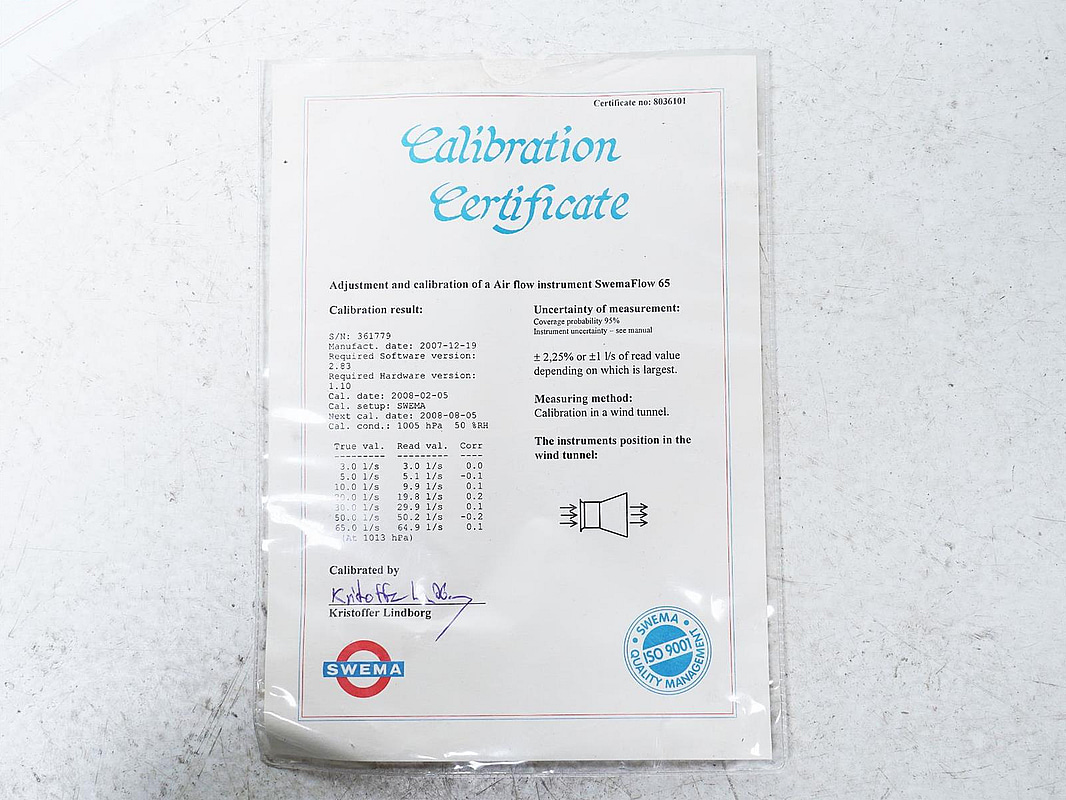 Certificate no: 8036101
Calibration
Certificate
Adjustment and calibration of a Air flow instrument SwemaFlow 65
Calibration result:
S/N: 361779
Manufact. date: 2007-12-19
Required Software version:
2.83
Required Hardware version:
1.10
Cal. date: 2008-02-05
Cal. setup: SWEMA
Next cal. date: 2008-08-05
Cal. cond.: 1005 hPa 50 %RH
True val. Read val. Corr
--------- --------- ----
3.0 l/s 3.0 l/s 0.0
5.0 l/s 5.1 l/s -0.1
10.0 l/s 9.9 l/s 0.1
20.0 l/s 19.8 l/s 0.2
30.0 l/s 29.9 l/s 0.1
50.0 l/s 50.2 l/s -0.2
65.0 l/s 64.9 l/s 0.1
(At 1013 hPa)
Uncertainty of measurement:
Coverage probability 95%
Instrument uncertainty – see manual
± 2,25% or ±1 l/s of read value
depending on which is largest.
Measuring method:
Calibration in a wind tunnel.
The instruments position in the
wind tunnel:
Calibrated by
Kristoffer
Kristoffer Lindborg
SWEMA
SWEMA
ISO 9001
QUALITY MANAGEMENT